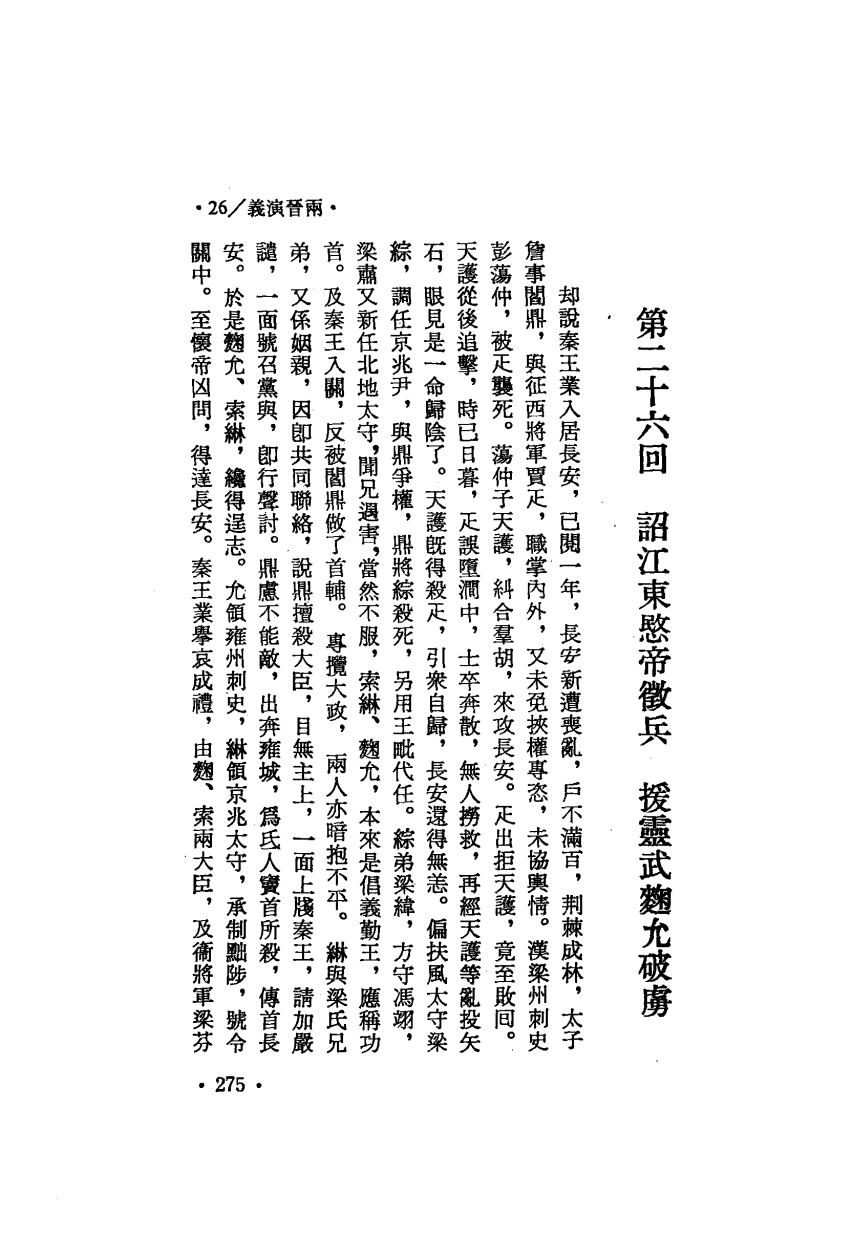 •26/義演晉兩•
第二十六回　詔江東愍帝徵兵　援靈武麴允破虜
却說秦王業入居長安，已閱一年，長安新遭喪亂，戶不滿百，荆棘成林，太子
詹事閻鼎，與征西將軍賈疋，職掌內外，又未免挾權專恣，未協輿情。漢梁州刺史
彭蕩仲，被疋襲死。蕩仲子天護，糾合羣胡，來攻長安。疋出拒天護，竟至敗囘。
天護從後追擊，時已日暮，疋誤墮澗中，士卒奔散，無人撈救，再經天護等亂投矢
石，眼見是一命歸陰了。天護旣得殺疋，引衆自歸，長安還得無恙。偏扶風太守梁
綜，調任京兆尹，與鼎爭權，鼎將綜殺死，另用王毗代任。綜弟梁緯，方守馮翊，
梁肅又新任北地太守，聞兄遇害，當然不服，索綝、麴允，本來是倡義勤王，應稱功
首。及秦王入關，反被閻鼎做了首輔。專攬大政，兩人亦暗抱不平。綝與梁氏兄
弟，又係姻親，因卽共同聯絡，說鼎擅殺大臣，目無主上，一面上牋秦王，請加嚴
譴，一面號召黨與，卽行聲討。鼎慮不能敵，出奔雍城，爲氐人竇首所殺，傳首長
安。於是麴允、索綝，纔得逞志。允領雍州刺史，綝領京兆太守，承制黜陟，號令
關中。至懷帝凶問，得達長安。秦王業舉哀成禮，由麴、索兩大臣，及衞將軍梁芬
•275•